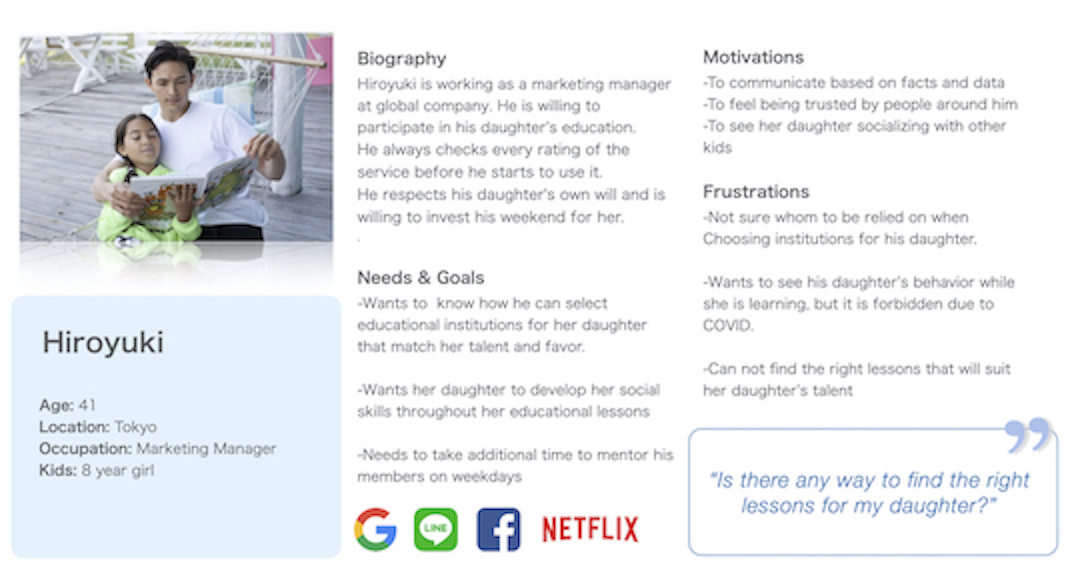 Hiroyuki
Age: 41
Location: Tokyo
Occupation: Marketing Manager
Kids: 8 year girl
Biography
Hiroyuki is working as a marketing manager
at global company. He is willing to
participate in his daughter's education.
He always checks every rating of the
service before he starts to use it.
He respects his daughter's own will and is
willing to invest his weekend for her.
.
Needs & Goals
-Wants to  know how he can select
educational institutions for her daughter
that match her talent and favor.
-Wants her daughter to develop her social
skills throughout her educational lessons
-Needs to take additional time to mentor his
members on weekdays
G
LINE
f
NETFLIX
Motivations
-To communicate based on facts and data
-To feel being trusted by people around him
-To see her daughter socializing with other
kids
Frustrations
-Not sure whom to be relied on when
Choosing institutions for his daughter.
-Wants to see his daughter's behavior while
she is learning, but it is forbidden due to
COVID.
-Can not find the right lessons that will suit
her daughter's talent
"Is there any way to find the right
lessons for my daughter?"